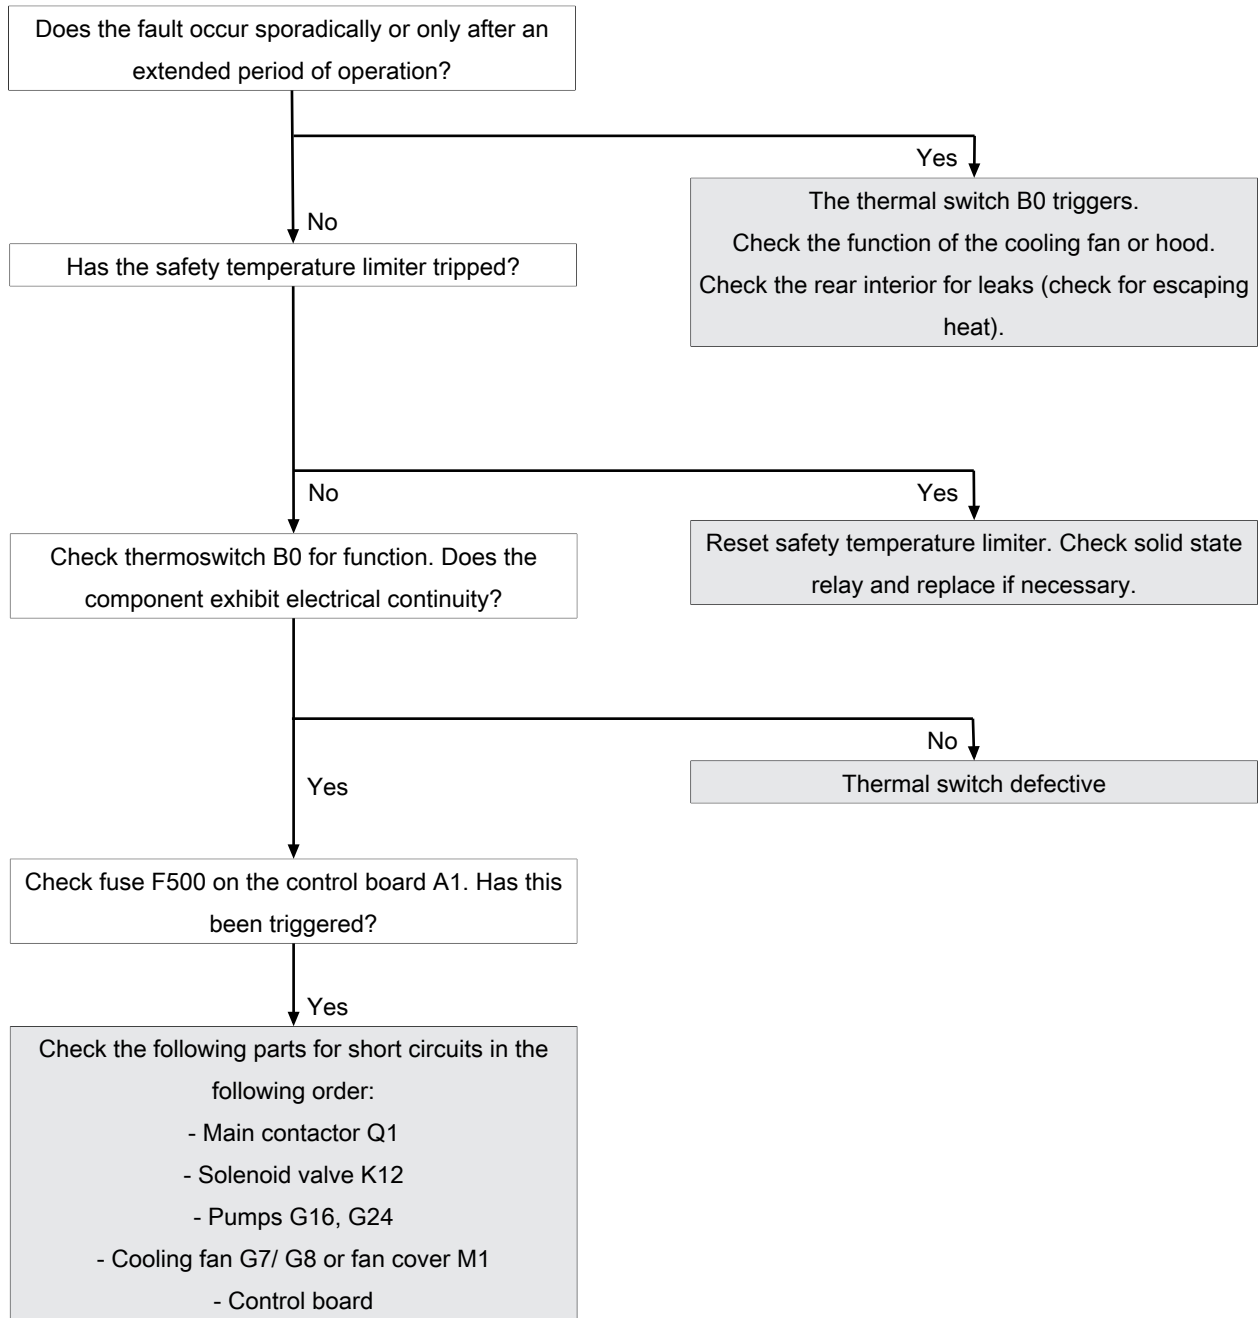 Does the fault occur sporadically or only after an
extended period of operation?
Yes
The thermal switch B0 triggers.
Check the function of the cooling fan or hood.
Check the rear interior for leaks (check for escaping
heat).
No
Has the safety temperature limiter tripped?
No
Yes
Check thermoswitch B0 for function. Does the
component exhibit electrical continuity?
Reset safety temperature limiter. Check solid state
relay and replace if necessary.
No
Thermal switch defective
Yes
Check fuse F500 on the control board A1. Has this
been triggered?
Yes
Check the following parts for short circuits in the
following order:
- Main contactor Q1
- Solenoid valve K12
- Pumps G16, G24
- Cooling fan G7/ G8 or fan cover M1
- Control board